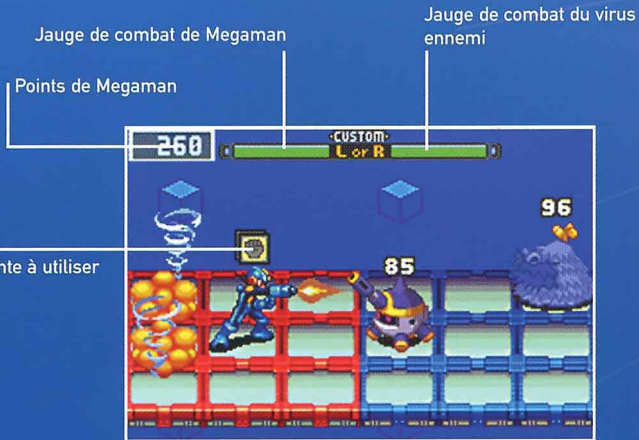 Jauge de combat de Megaman
Jauge de combat du virus
ennemi
Points de Megaman
260
CUSTOM
L or R
96
à utiliser
85